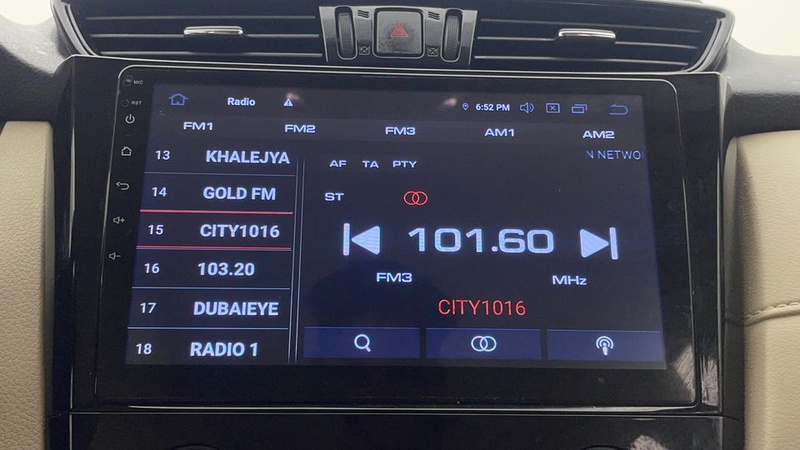 MIC
RST
Radio
6:52 PM
FM1 FM2 FM3 AM1 AM2
13 KHALEJYA
14 GOLD FM
15 CITY1016
16 103.20
17 DUBAIEYE
18 RADIO 1
N NETWO
AF TA PTY
ST
101.60
FM3 MHz
CITY1016